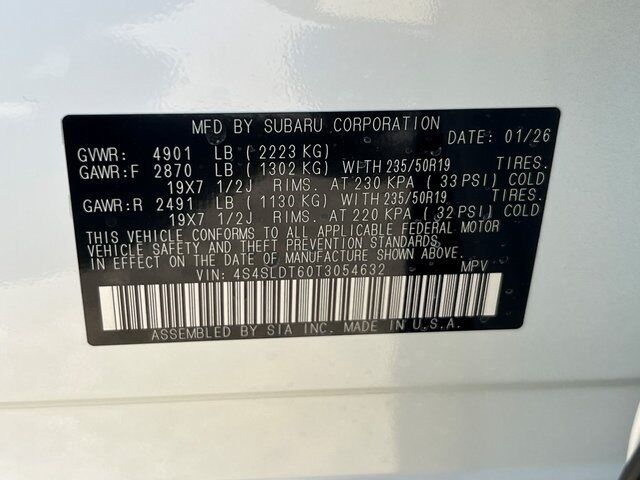 MFD BY SUBARU CORPORATION DATE: 01/26
GVWR: 4901 LB ( 2223 KG)
GAWR:F 2870 LB ( 1302 KG) WITH 235/50R19 TIRES.
19X7 1/2J RIMS. AT 230 KPA ( 33 PSI) COLD
GAWR:R 2491 LB ( 1130 KG) WITH 235/50R19 TIRES.
19X7 1/2J RIMS. AT 220 KPA ( 32 PSI) COLD
THIS VEHICLE CONFORMS TO ALL APPLICABLE FEDERAL MOTOR
VEHICLE SAFETY AND THEFT PREVENTION STANDARDS
IN EFFECT ON THE DATE OF MANUFACTURE SHOWN ABOVE.
VIN: 4S4SLDT60T3054632 MPV
ASSEMBLED BY SIA INC. MADE IN U.S.A.